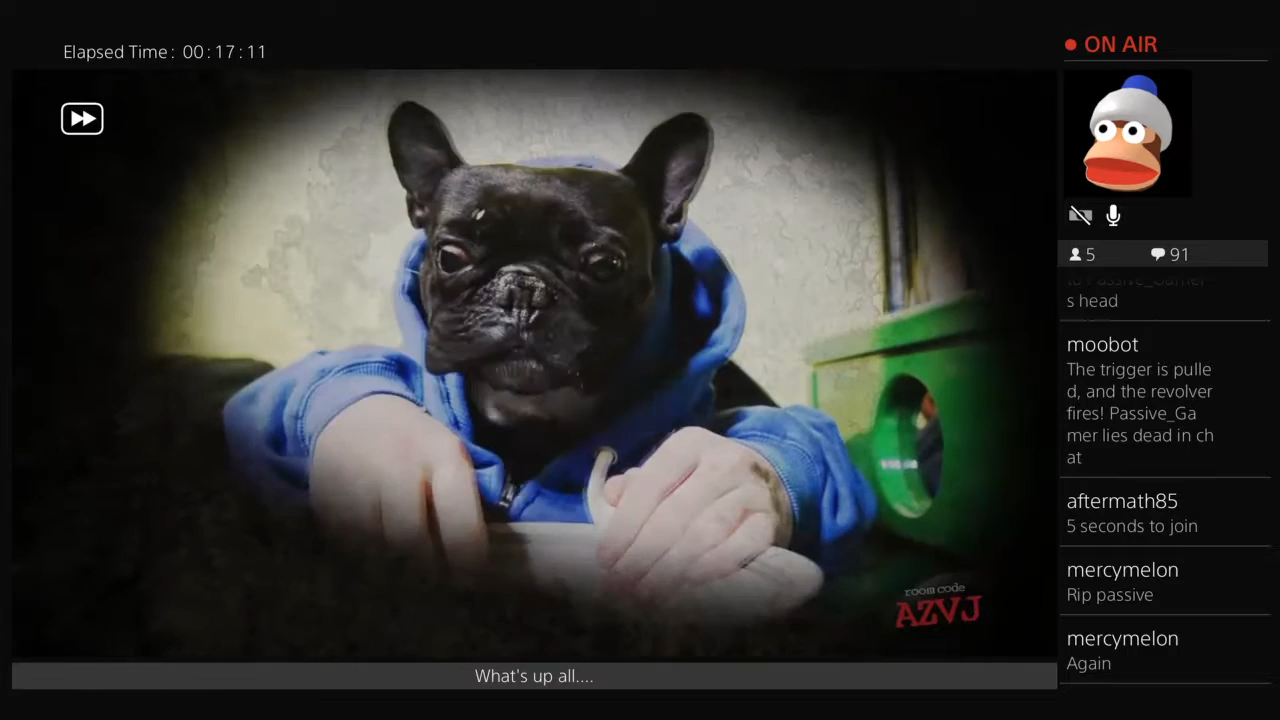 Elapsed Time: 00:17:11
ON AIR
5
91
s head
moobot
The trigger is pulle
d, and the revolver
fires! Passive_Ga
mer lies dead in ch
at
aftermath85
5 seconds to join
mercymelon
Rip passive
mercymelon
Again
room code
AZVJ
What's up all....